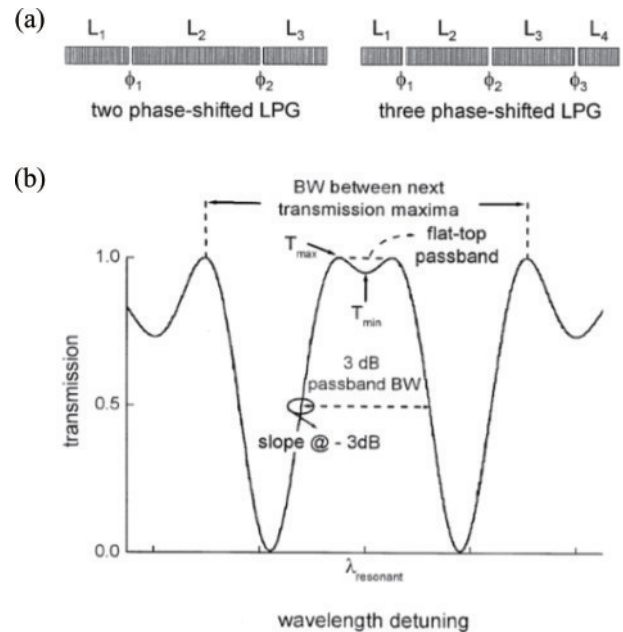 (a)
L₁ L₂ L₃ L₁ L₂ L₃ L₄
ϕ₁ ϕ₂ ϕ₁ ϕ₂ ϕ₃
two phase-shifted LPG three phase-shifted LPG
(b)
BW between next
transmission maxima
flat-top
passband
Tmax
Tmin
1.0
3 dB
passband BW
0.5
slope @ - 3dB
0.0
transmission
λresonant
wavelength detuning